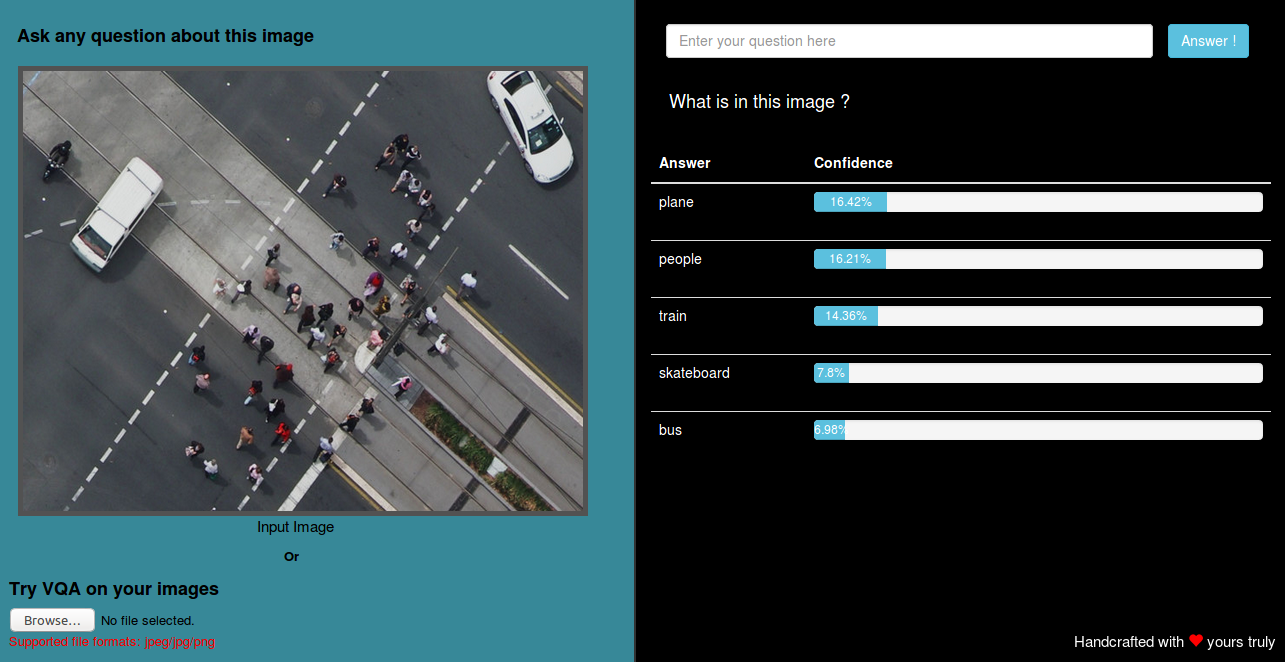 Ask any question about this image
Input Image
Or
Try VQA on your images
Browse... No file selected.
Supported file formats: jpeg/jpg/png
Enter your question here
Answer !
What is in this image ?
Answer Confidence
plane 16.42%
people 16.21%
train 14.36%
skateboard 7.8%
bus 6.98%
Handcrafted with ❤ yours truly